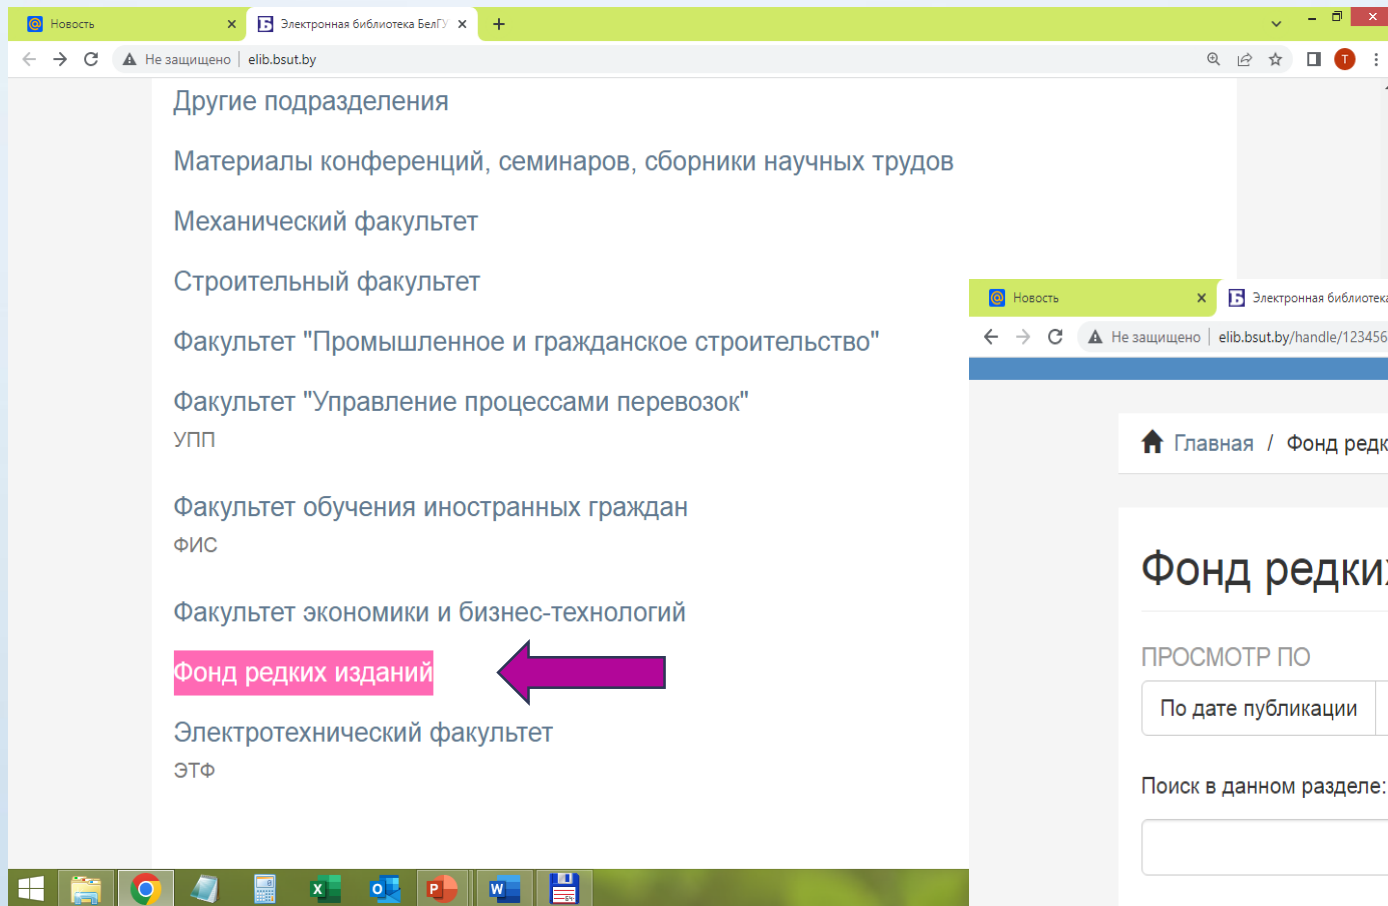 Новость
Электронная библиотека БелГУ
Не защищено
elib.bsut.by
T
Другие подразделения
Материалы конференций, семинаров, сборники научных трудов
Механический факультет
Строительный факультет
Факультет "Промышленное и гражданское строительство"
Факультет "Управление процессами перевозок"
УПП
Факультет обучения иностранных граждан
ФИС
Факультет экономики и бизнес-технологий
Фонд редких изданий
Электротехнический факультет
ЭТФ
Новость
Электронная библиотека
Не защищено
elib.bsut.by/handle/123456
Главная / Фонд редк
Фонд редких
ПРОСМОТР ПО
По дате публикации
Поиск в данном разделе: